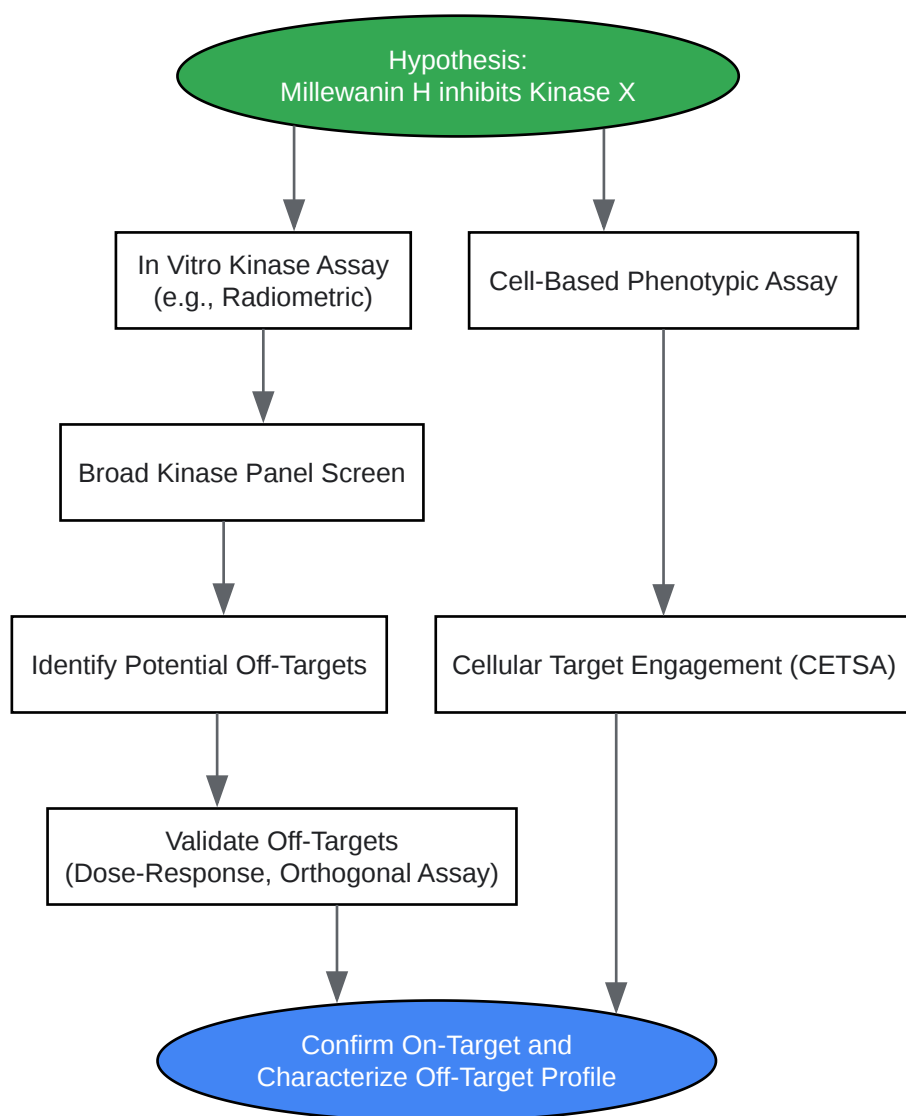 Hypothesis:
Millewanin H inhibits Kinase X
In Vitro Kinase Assay
(e.g., Radiometric)
Cell-Based Phenotypic Assay
Broad Kinase Panel Screen
Identify Potential Off-Targets
Cellular Target Engagement (CETSA)
Validate Off-Targets
(Dose-Response, Orthogonal Assay)
Confirm On-Target and
Characterize Off-Target Profile